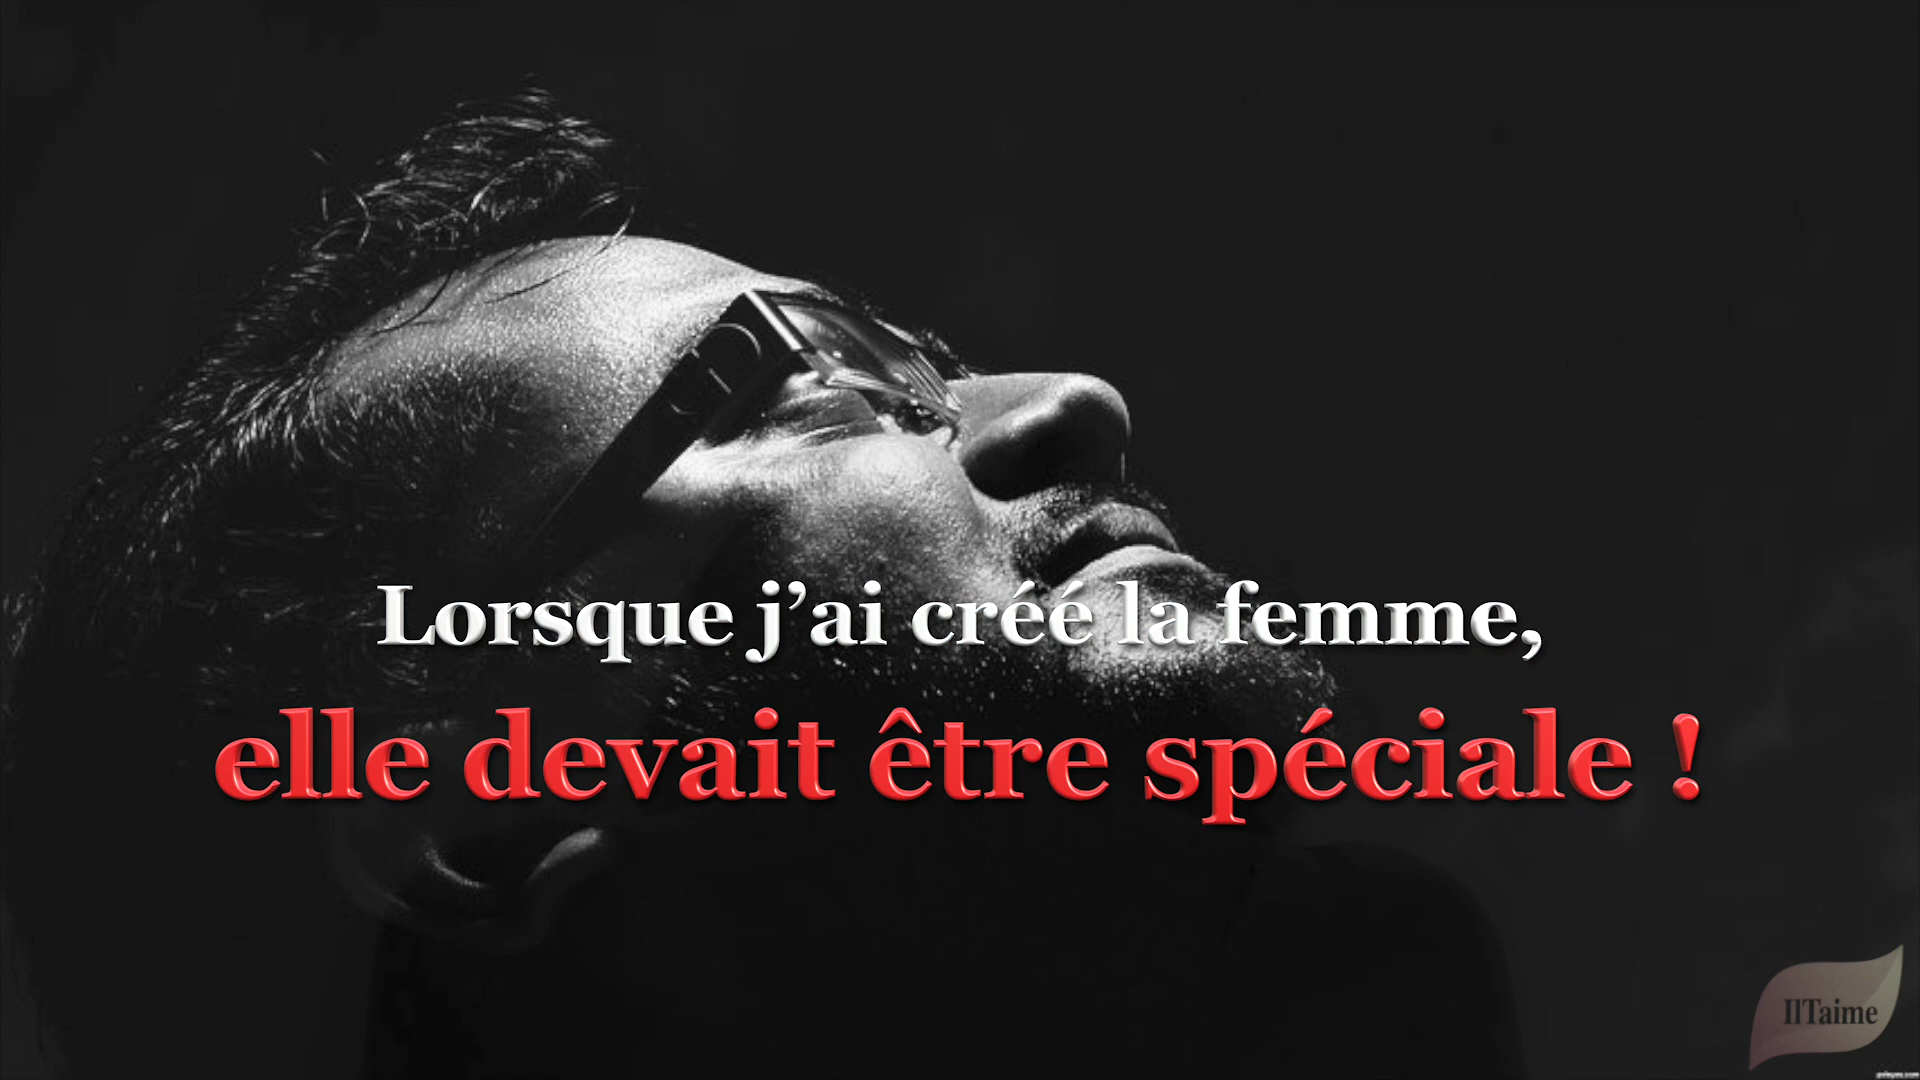 Lorsque j’ai créé la femme,
elle devait être spéciale !
IlTaime